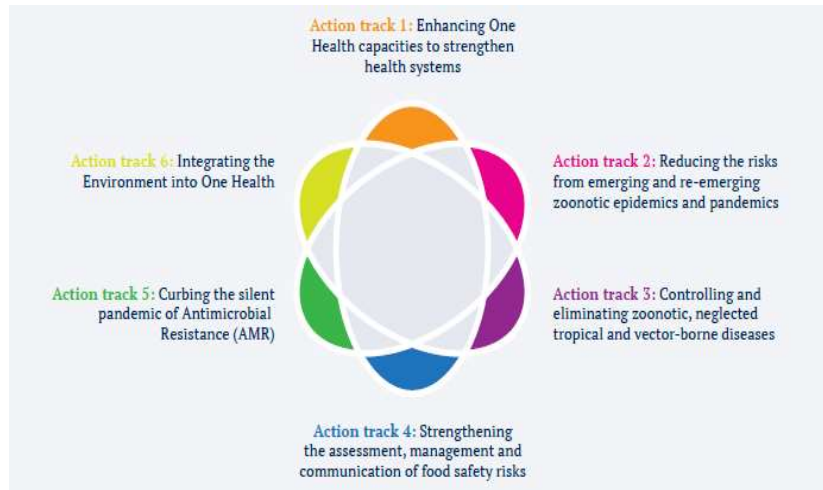 Action track 1: Enhancing One
Health capacities to strengthen
health systems
Action track 2: Reducing the risks
from emerging and re-emerging
zoonotic epidemics and pandemics
Action track 3: Controlling and
eliminating zoonotic, neglected
tropical and vector-borne diseases
Action track 4: Strengthening
the assessment, management and
communication of food safety risks
Action track 5: Curbing the silent
pandemic of Antimicrobial
Resistance (AMR)
Action track 6: Integrating the
Environment into One Health